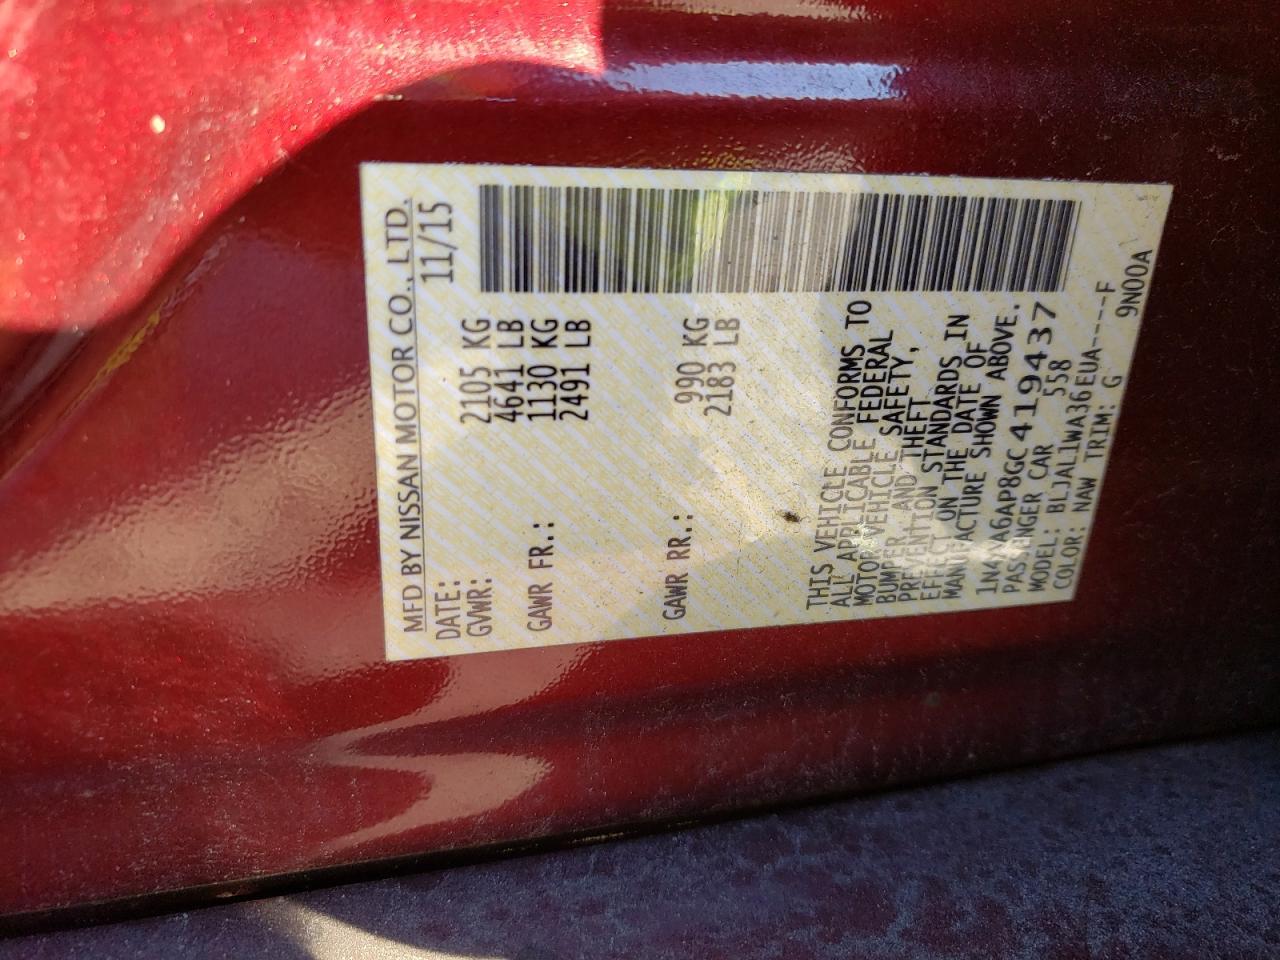 MFD BY NISSAN MOTOR CO., LTD.
DATE: 11/15
GVWR: 2105 KG
4641 LB
GAWR FR.: 1130 KG
2491 LB
GAWR RR.: 990 KG
2183 LB
THIS VEHICLE CONFORMS TO
ALL APPLICABLE FEDERAL
MOTOR VEHICLE SAFETY,
BUMPER AND THEFT
PREVENTION STANDARDS IN
EFFECT ON THE DATE OF
MANUFACTURE SHOWN ABOVE.
1N4AA6AP8GC419437
PASSENGER CAR 558
MODEL: BLJAL1WA36EUA----F
COLOR: NAW TRIM: G 9N00A